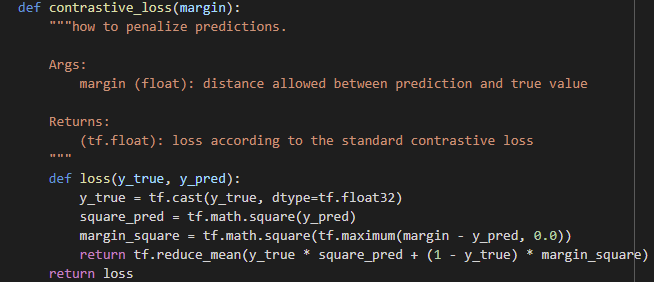 def contrastive_loss(margin):
    """how to penalize predictions.

    Args:
        margin (float): distance allowed between prediction and true value

    Returns:
        (tf.float): loss according to the standard contrastive loss
    """
    def loss(y_true, y_pred):
        y_true = tf.cast(y_true, dtype=tf.float32)
        square_pred = tf.math.square(y_pred)
        margin_square = tf.math.square(tf.maximum(margin - y_pred, 0.0))
        return tf.reduce_mean(y_true * square_pred + (1 - y_true) * margin_square)
    return loss